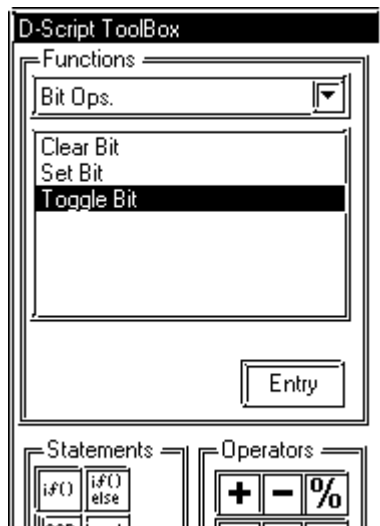 D-Script ToolBox
Functions
Bit Ops.
Clear Bit
Set Bit
Toggle Bit
Entry
Statements
Operators
if()
if()
else
+ - %